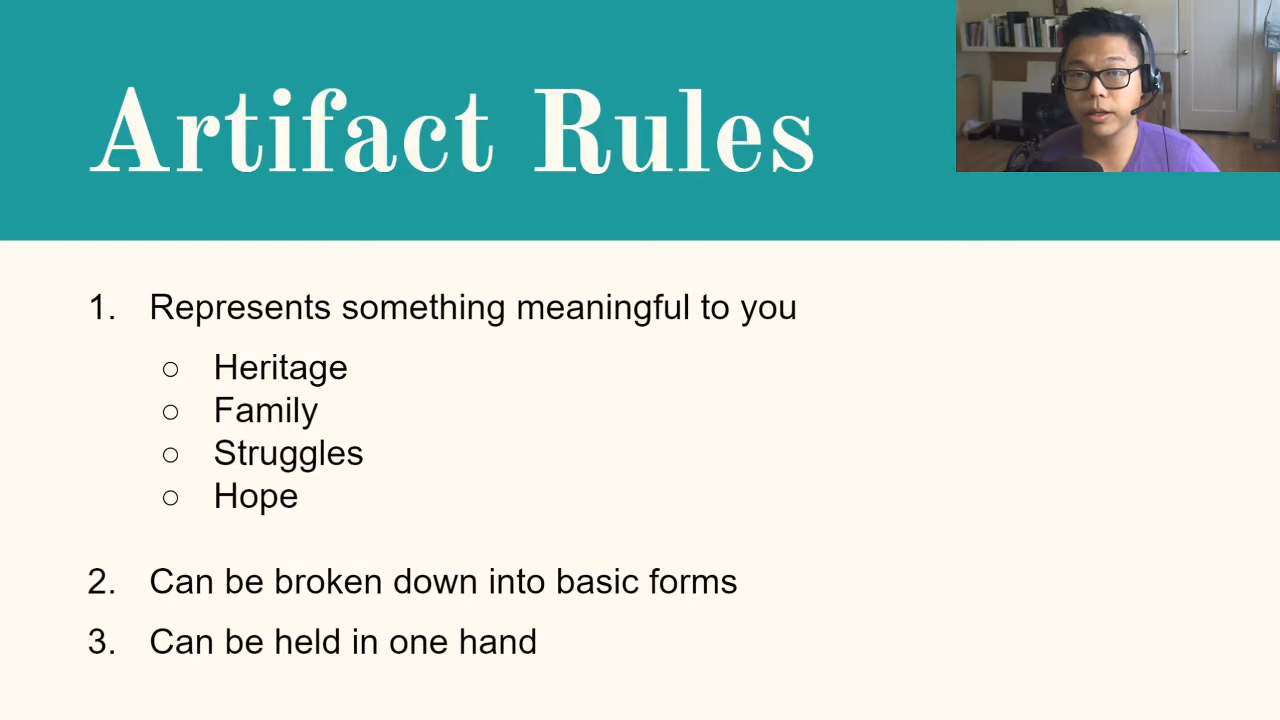 Artifact Rules
1. Represents something meaningful to you
○ Heritage
○ Family
○ Struggles
○ Hope
2. Can be broken down into basic forms
3. Can be held in one hand